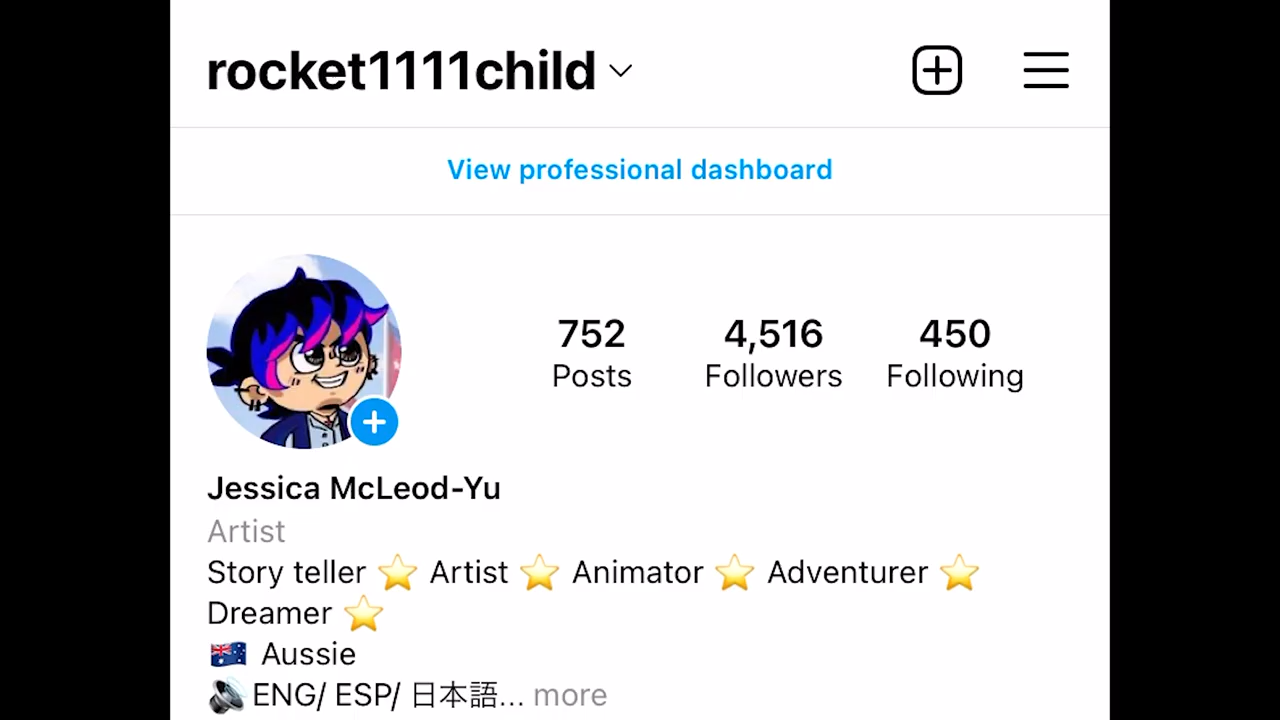 rocket1111child
View professional dashboard
752 4,516 450
Posts Followers Following
Jessica McLeod-Yu
Artist
Story teller ⭐ Artist ⭐ Animator ⭐ Adventurer ⭐
Dreamer ⭐
🇦🇺 Aussie
🔊ENG/ ESP/ 日本語... more